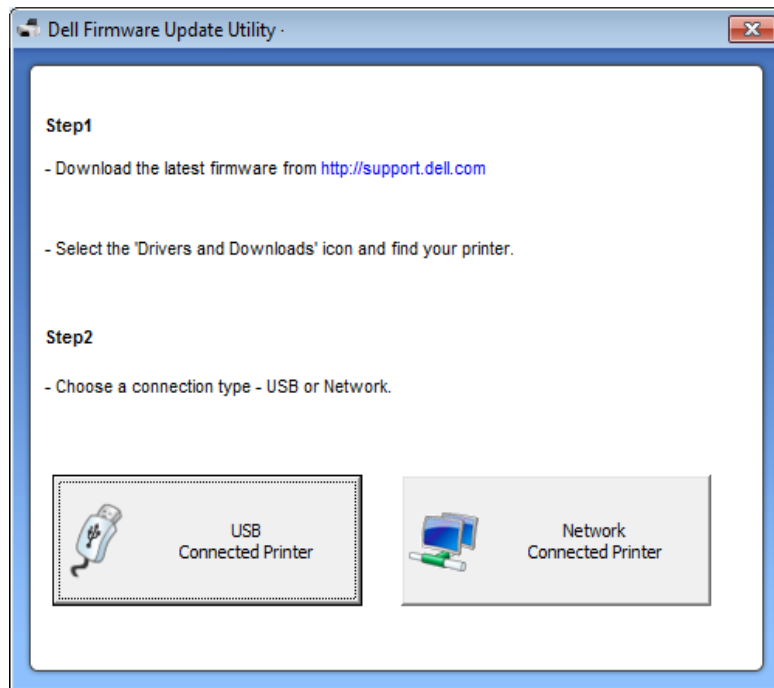 Dell Firmware Update Utility ·
Step1
- Download the latest firmware from http://support.dell.com
- Select the 'Drivers and Downloads' icon and find your printer.
Step2
- Choose a connection type - USB or Network.
USB
Connected Printer
Network
Connected Printer